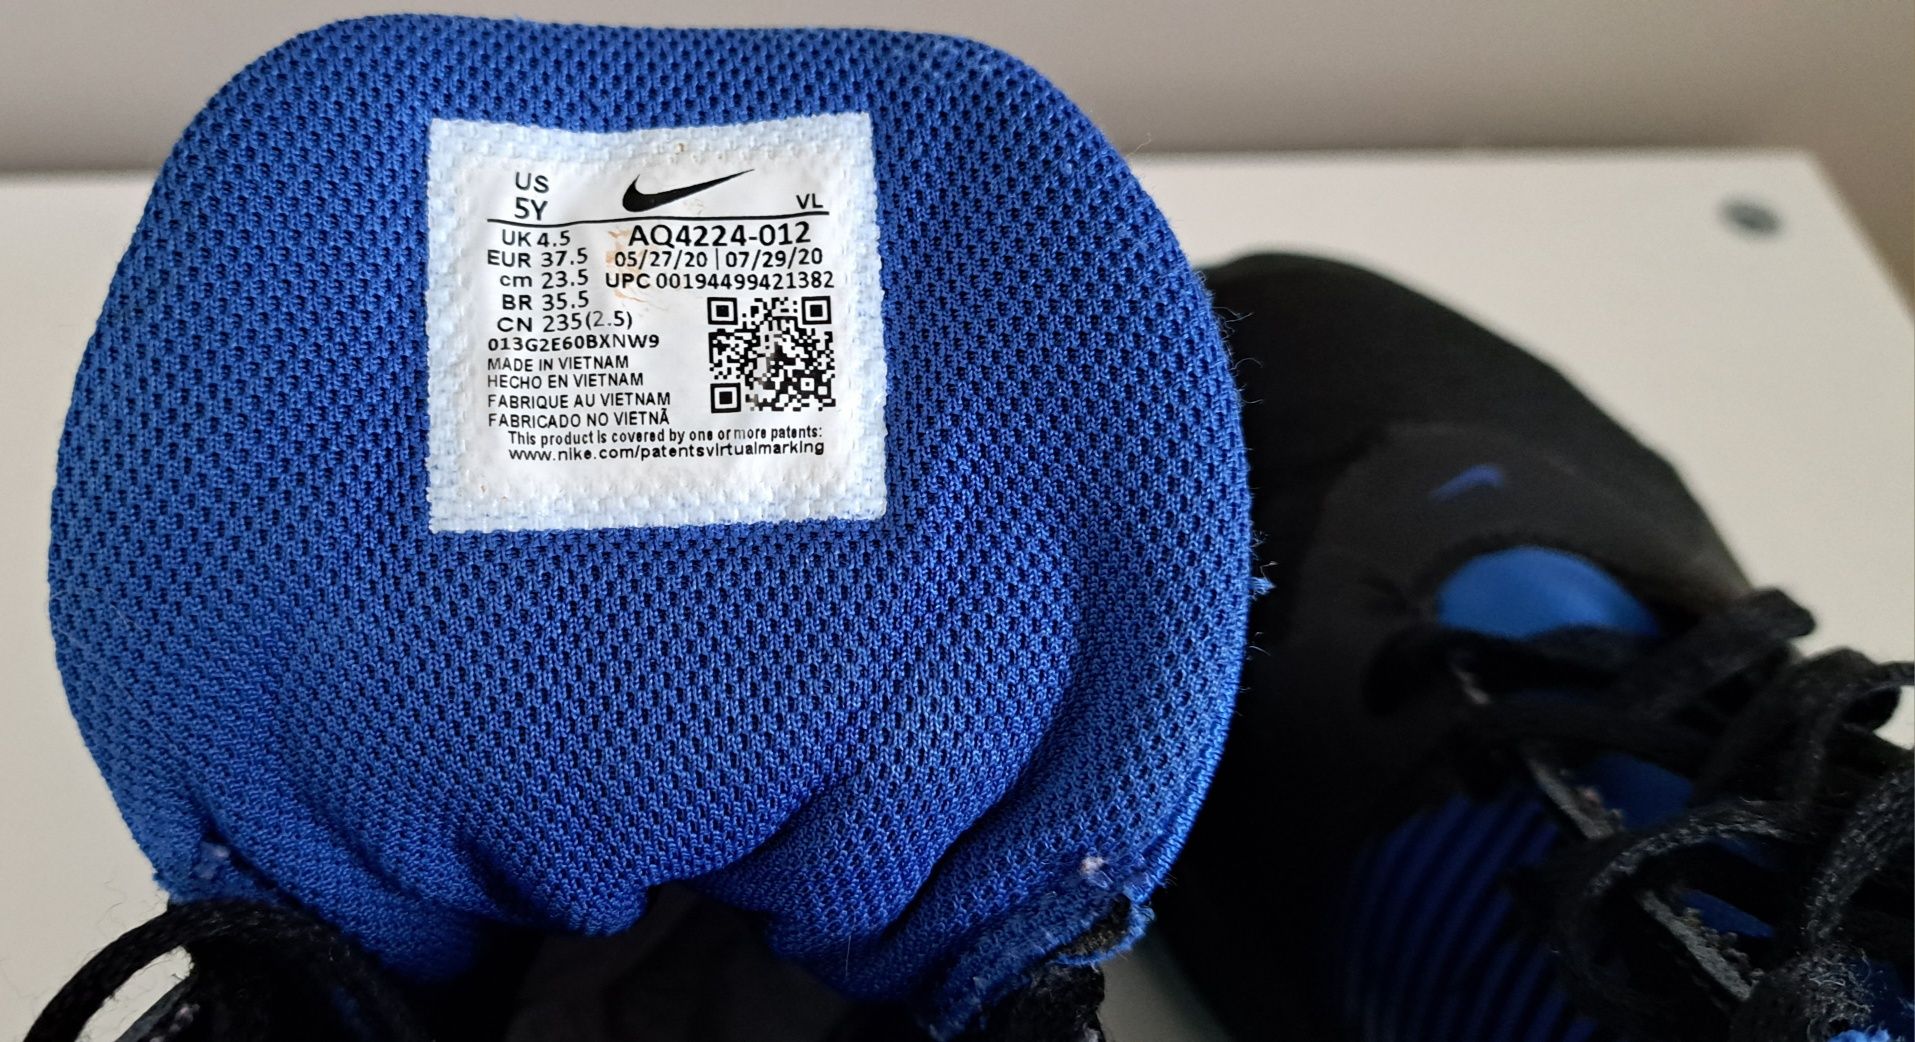 US
5Y
VL
UK 4.5
AQ4224-012
EUR 37.5
05/27/20 | 07/29/20
cm 23.5
UPC 00194499421382
BR 35.5
CN 235(2.5)
013G2E60BXNW9
MADE IN VIETNAM
HECHO EN VIETNAM
FABRIQUE AU VIETNAM
FABRICADO NO VIETNÃ
This product is covered by one or more patents:
www.nike.com/patentsvirtualmarking